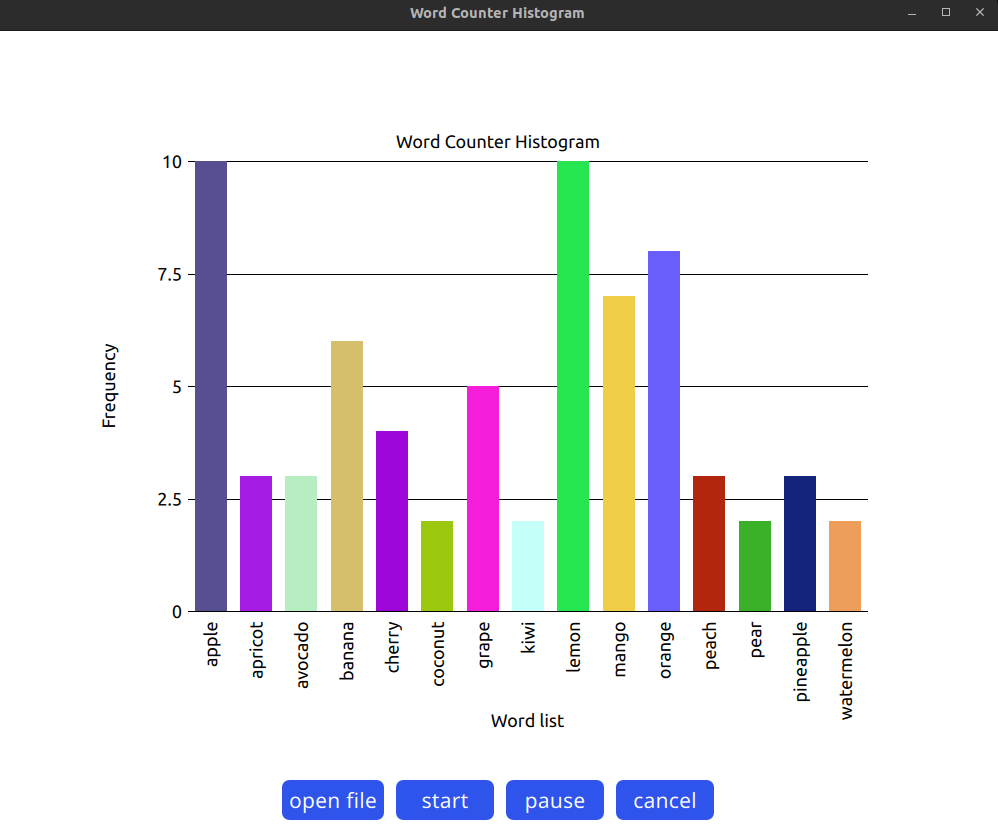 Word Counter Histogram
Word Counter Histogram
10
7.5
5
2.5
0
Frequency
apple
apricot
avocado
banana
cherry
coconut
grape
kiwi
lemon
mango
orange
peach
pear
pineapple
watermelon
Word list
open file
start
pause
cancel